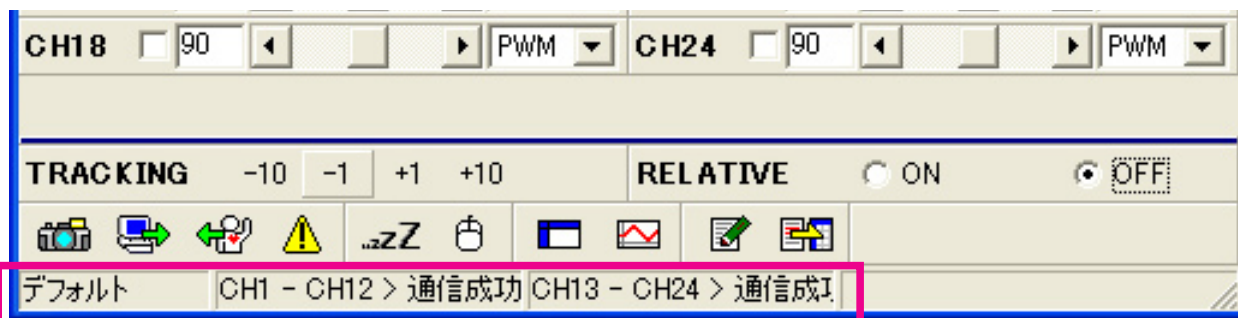 CH18 90 PWM CH24 90 PWM
TRACKING -10 -1 +1 +10 RELATIVE ON OFF
...zzZ
デフォルト CH1 - CH12 > 通信成功 CH13 - CH24 > 通信成